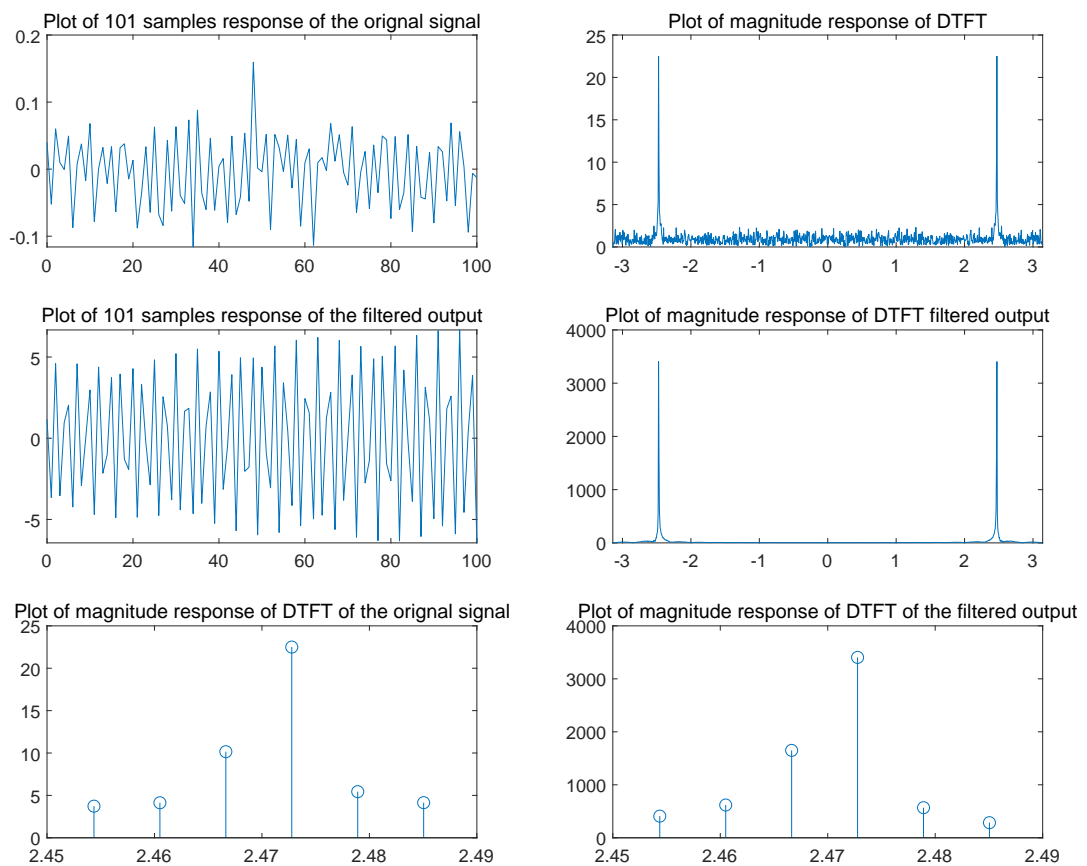 Plot of 101 samples response of the orignal signal
0.2
0.1
0
-0.1
0 20 40 60 80 100
Plot of magnitude response of DTFT
25
20
15
10
5
0
-3 -2 -1 0 1 2 3
Plot of 101 samples response of the filtered output
5
0
-5
0 20 40 60 80 100
Plot of magnitude response of DTFT filtered output
4000
3000
2000
1000
0
-3 -2 -1 0 1 2 3
Plot of magnitude response of DTFT of the orignal signal
25
20
15
10
5
0
2.45 2.46 2.47 2.48 2.49
Plot of magnitude response of DTFT of the filtered output
4000
3000
2000
1000
0
2.45 2.46 2.47 2.48 2.49